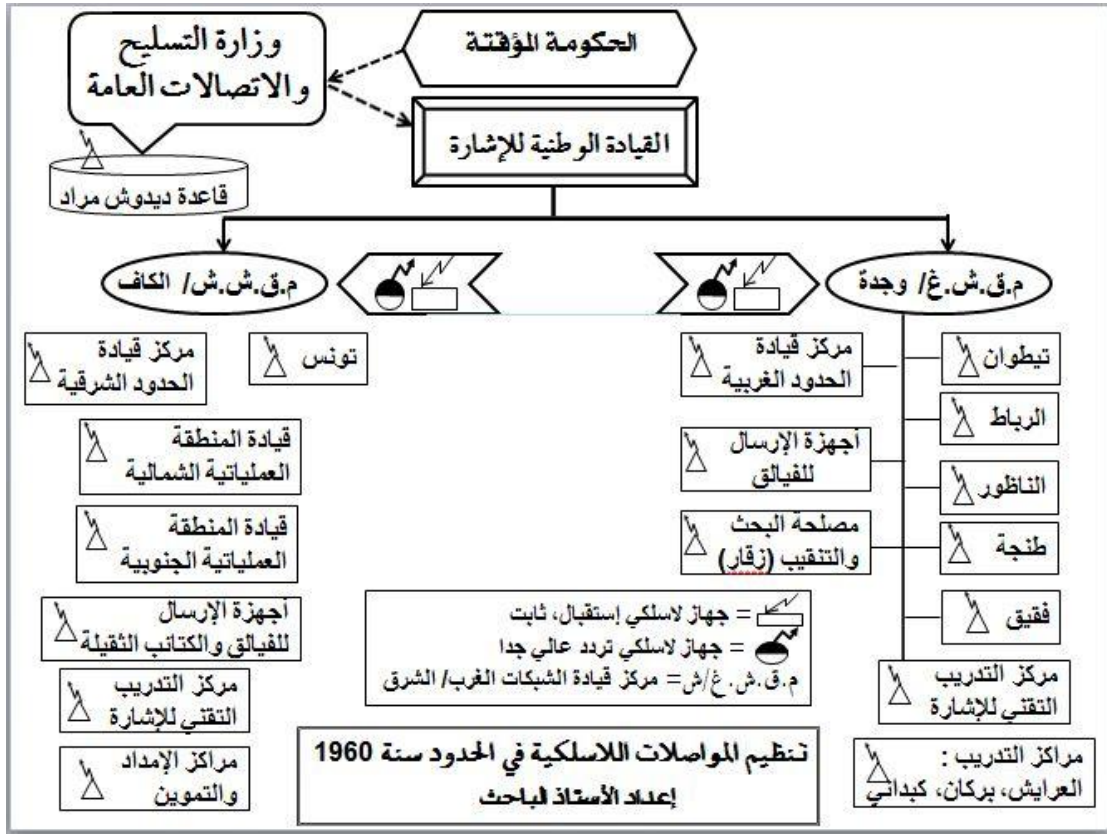 الحكومة المؤقتة
وزارة التسليح
والاتصالات العامة
القيادة الوطنية للإشارة
قاعدة ديدوش مراد
م.ق.ش.غ/ وجدة
م.ق.ش.ش/ الكاف
تيطوان
الرباط
الناظور
طنجة
فقيق
مركز التدريب
التقني للإشارة
مراكز التدريب :
العرايش، بركان، كبداني
مركز قيادة
الحدود الغربية
أجهزة الإرسال
للفيالق
مصلحة البحث
والتنقيب (زقار)
تونس
مركز قيادة
الحدود الشرقية
قيادة المنطقة
العملياتية الشمالية
قيادة المنطقة
العملياتية الجنوبية
أجهزة الإرسال
للفيالق والكتائب الثقيلة
مركز التدريب
التقني للإشارة
مراكز الإمداد
والتموين
= جهاز لاسلكي إستقبال، ثابت
= جهاز لاسلكي تردد عالي جدا
م.ق.ش. غ/ش= مركز قيادة الشبكات الغرب/ الشرق
تنظيم المواصلات اللاسلكية في الحدود سنة 1960
إعداد الأستاذ الباحث